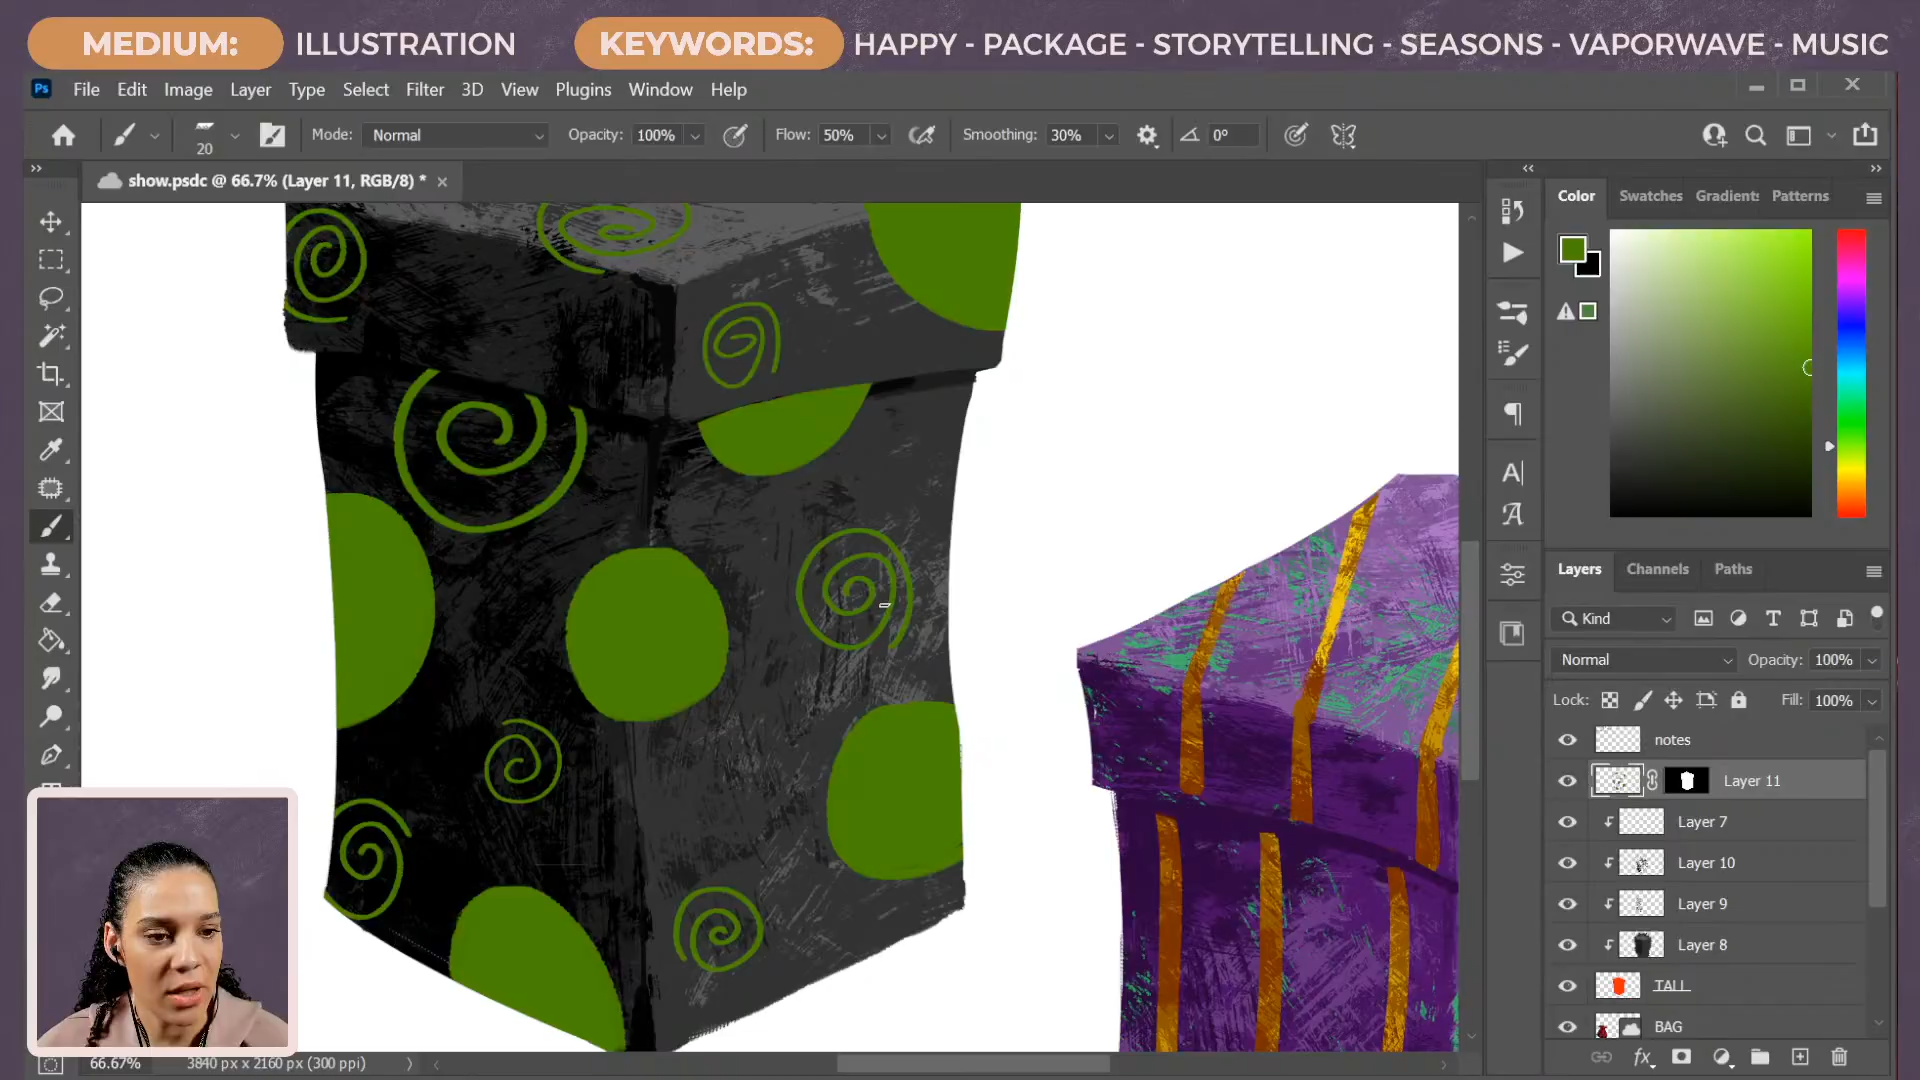 MEDIUM: ILLUSTRATION KEYWORDS: HAPPY - PACKAGE - STORYTELLING - SEASONS - VAPORWAVE - MUSIC
Ps File Edit Image Layer Type Select Filter 3D View Plugins Window Help
20 Mode: Normal Opacity: 100% Flow: 50% Smoothing: 30% 0°
show.psdc @ 66.7% (Layer 11, RGB/8) *
Color Swatches Gradients Patterns
Layers Channels Paths
Kind
Normal Opacity: 100%
Lock: Fill: 100%
notes
Layer 11
Layer 7
Layer 10
Layer 9
Layer 8
TALL
BAG
fx
66.67% 3840 px x 2160 px (300 ppi)